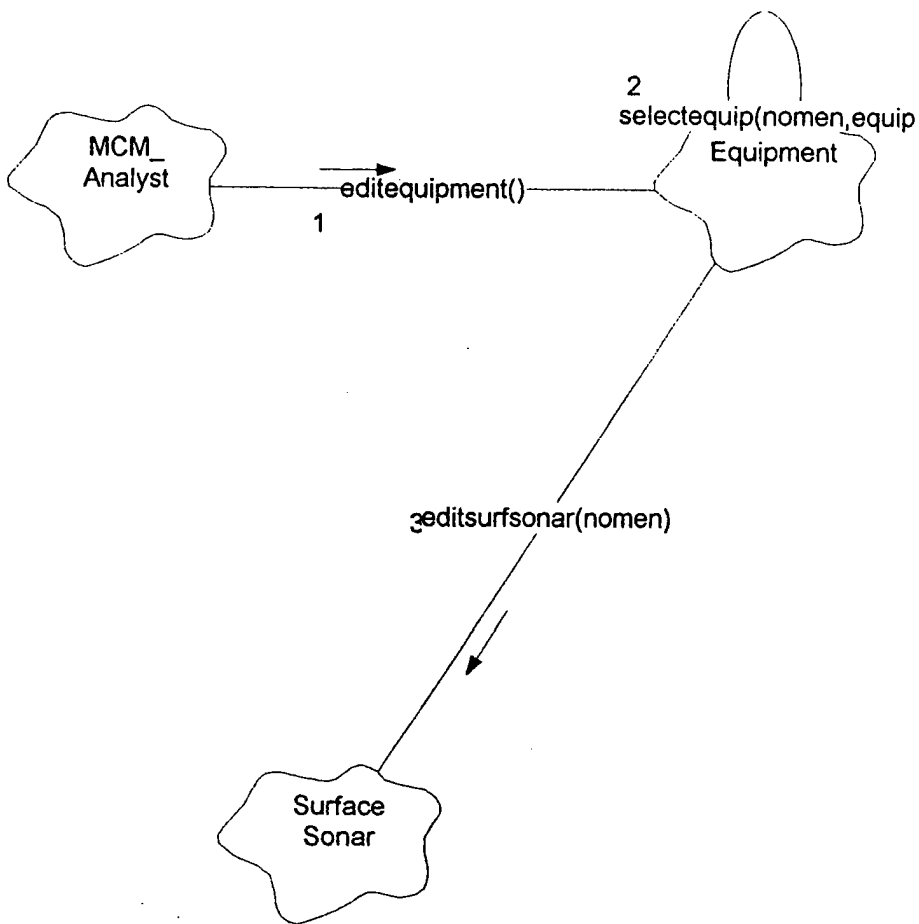 2
selectequip(nomen,equip
MCM_
Analyst
Equipment
editequipment()
1
3editsurfsonar(nomen)
Surface
Sonar